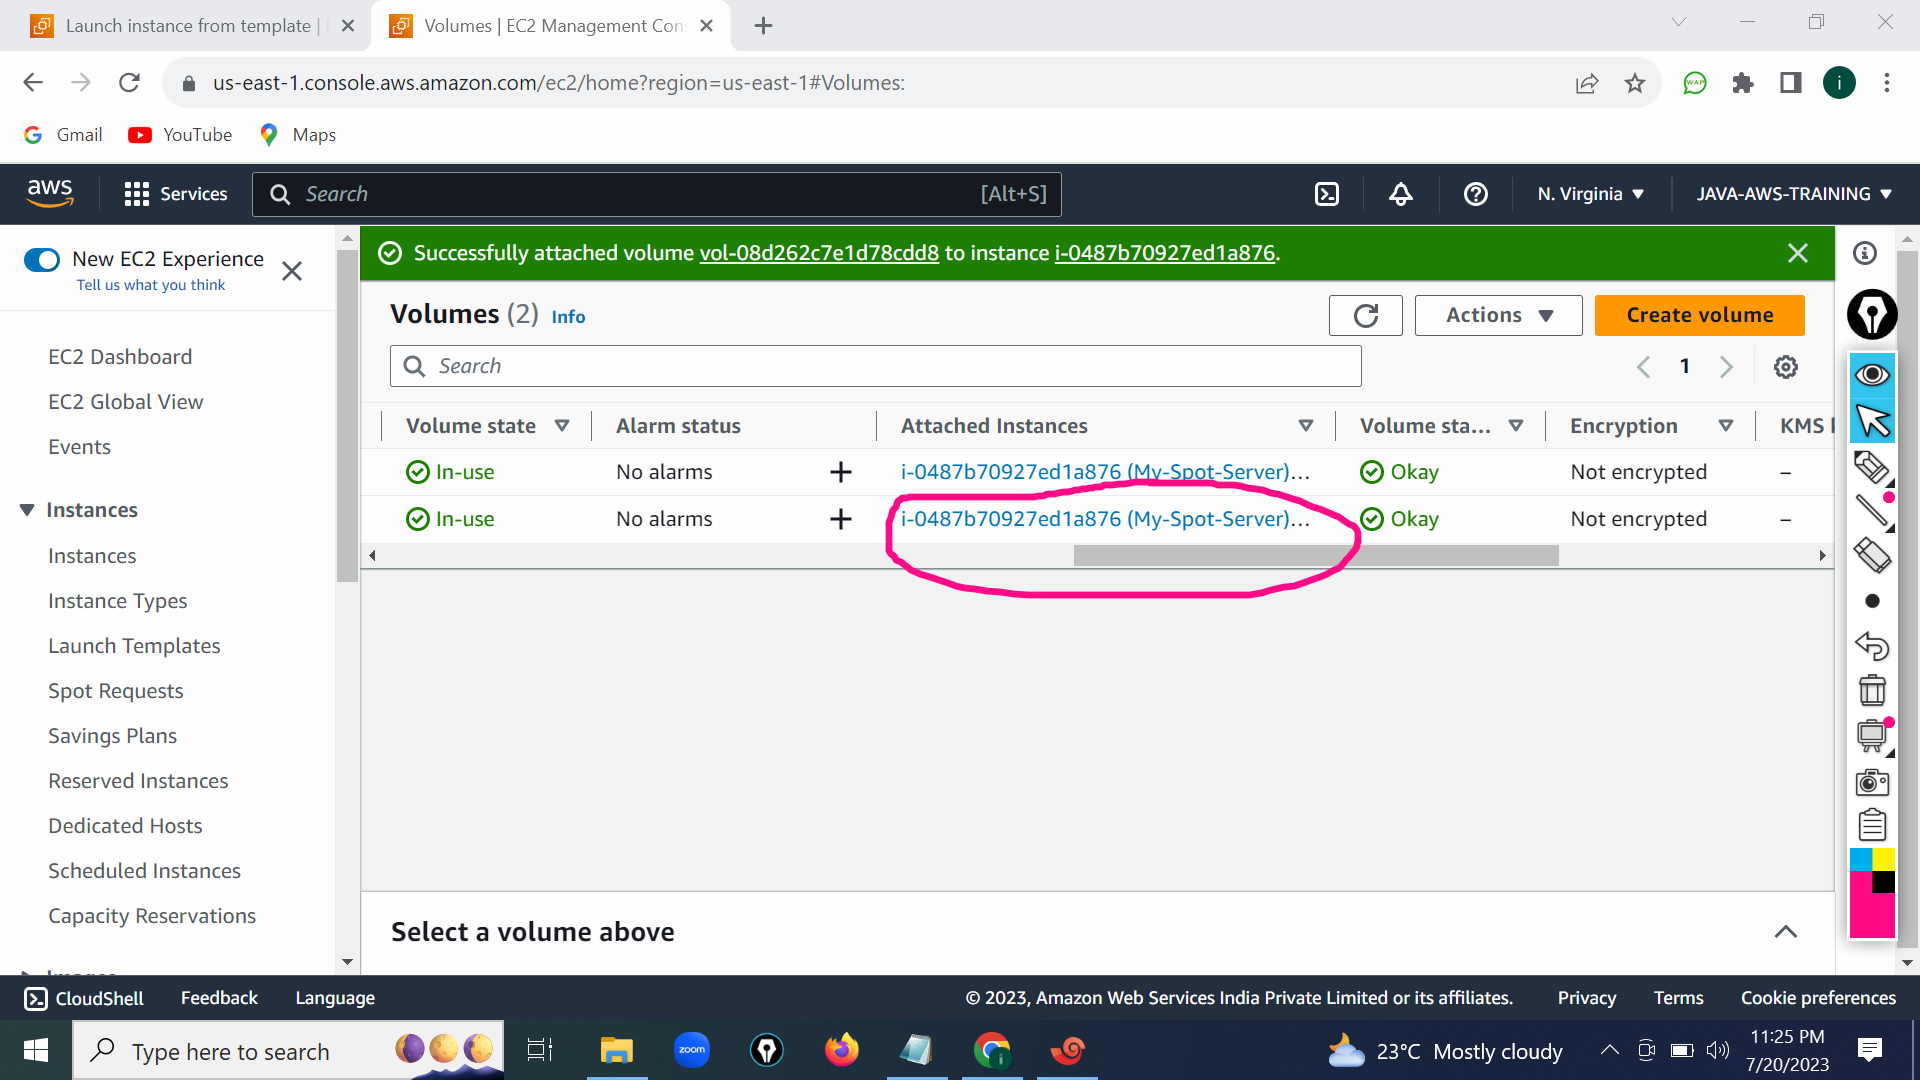 Launch instance from template |
Volumes | EC2 Management Con
us-east-1.console.aws.amazon.com/ec2/home?region=us-east-1#Volumes:
i
Gmail
YouTube
Maps
aws
Services
Search
[Alt+S]
N. Virginia
JAVA-AWS-TRAINING
New EC2 Experience
Tell us what you think
Successfully attached volume vol-08d262c7e1d78cdd8 to instance i-0487b70927ed1a876.
Volumes (2) Info
Actions
Create volume
Search
1
Volume state
Alarm status
Attached Instances
Volume sta...
Encryption
KMS
In-use
No alarms
i-0487b70927ed1a876 (My-Spot-Server)...
Okay
Not encrypted
–
In-use
No alarms
i-0487b70927ed1a876 (My-Spot-Server)...
Okay
Not encrypted
–
EC2 Dashboard
EC2 Global View
Events
Instances
Instances
Instance Types
Launch Templates
Spot Requests
Savings Plans
Reserved Instances
Dedicated Hosts
Scheduled Instances
Capacity Reservations
Images
Select a volume above
CloudShell
Feedback
Language
© 2023, Amazon Web Services India Private Limited or its affiliates.
Privacy
Terms
Cookie preferences
Type here to search
zoom
23°C Mostly cloudy
11:25 PM
7/20/2023